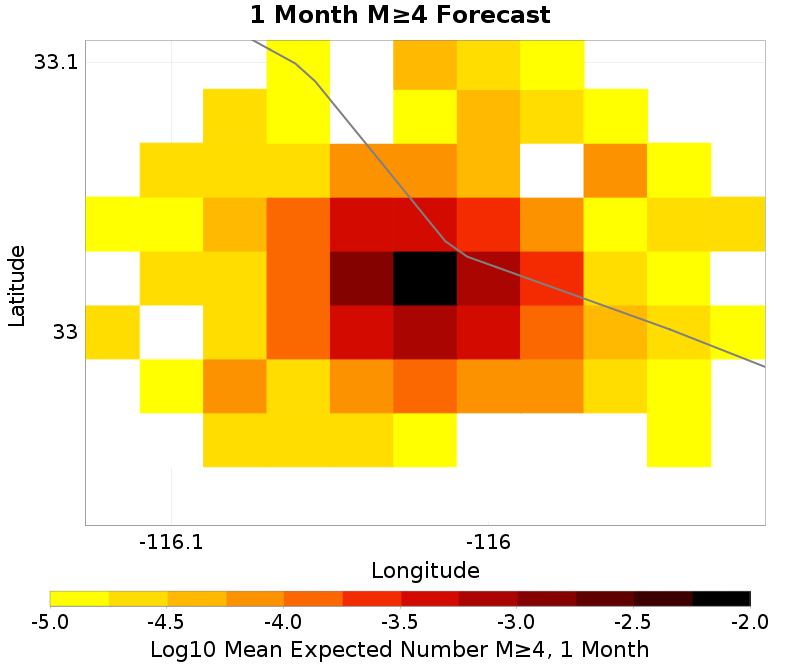 1 Month M≥4 Forecast
33.1
33
Latitude
-116.1 -116
Longitude
-5.0 -4.5 -4.0 -3.5 -3.0 -2.5 -2.0
Log10 Mean Expected Number M≥4, 1 Month